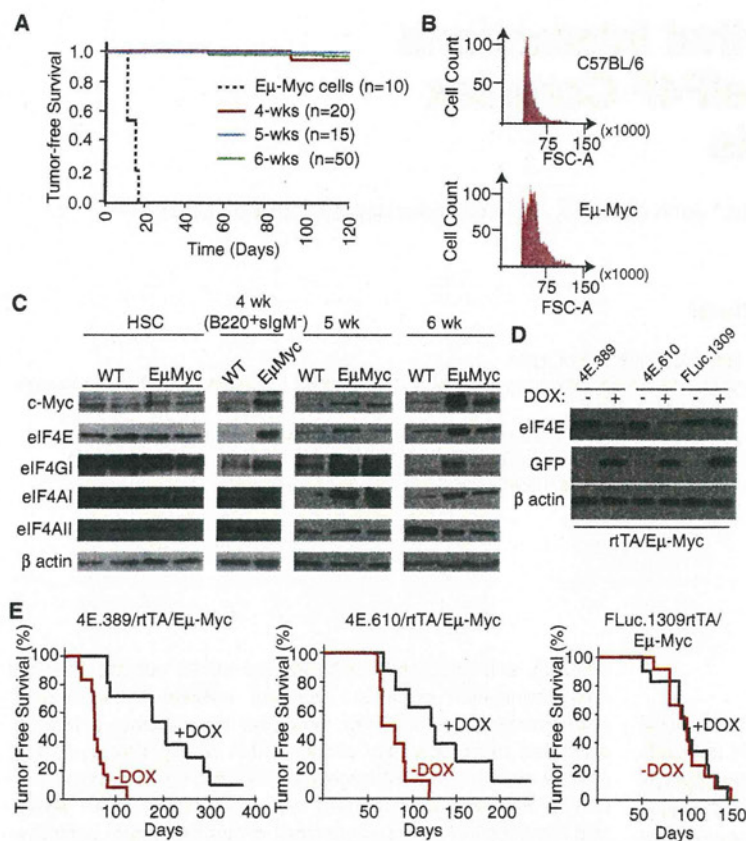 A
Tumor-free Survival
1.0
0.8
0.6
0.4
0.2
0.0
0 20 40 60 80 100 120
Time (Days)
Eμ-Myc cells (n=10)
4-wks (n=20)
5-wks (n=15)
6-wks (n=50)
B
Cell Count
100
50
C57BL/6
75 150
(x1000)
FSC-A
Cell Count
100
50
Eμ-Myc
75 150
(x1000)
FSC-A
C
HSC
4 wk
(B220+sIgM-)
5 wk
6 wk
WT EμMyc WT EμMyc WT EμMyc WT EμMyc
c-Myc
eIF4E
eIF4GI
eIF4AI
eIF4AII
β actin
D
4E.389 4E.610 FLuc.1309
DOX: - + - + - +
eIF4E
GFP
β actin
rtTA/Eμ-Myc
E
4E.389/rtTA/Eμ-Myc
Tumor Free Survival (%)
100
80
60
40
20
0
+DOX
-DOX
100 200 300 400
Days
4E.610/rtTA/Eμ-Myc
Tumor Free Survival (%)
100
80
60
40
20
0
+DOX
-DOX
0 50 100 150 200
Days
FLuc.1309rtTA/
Eμ-Myc
Tumor Free Survival (%)
100
80
60
40
20
0
+DOX
-DOX
0 50 100 150
Days